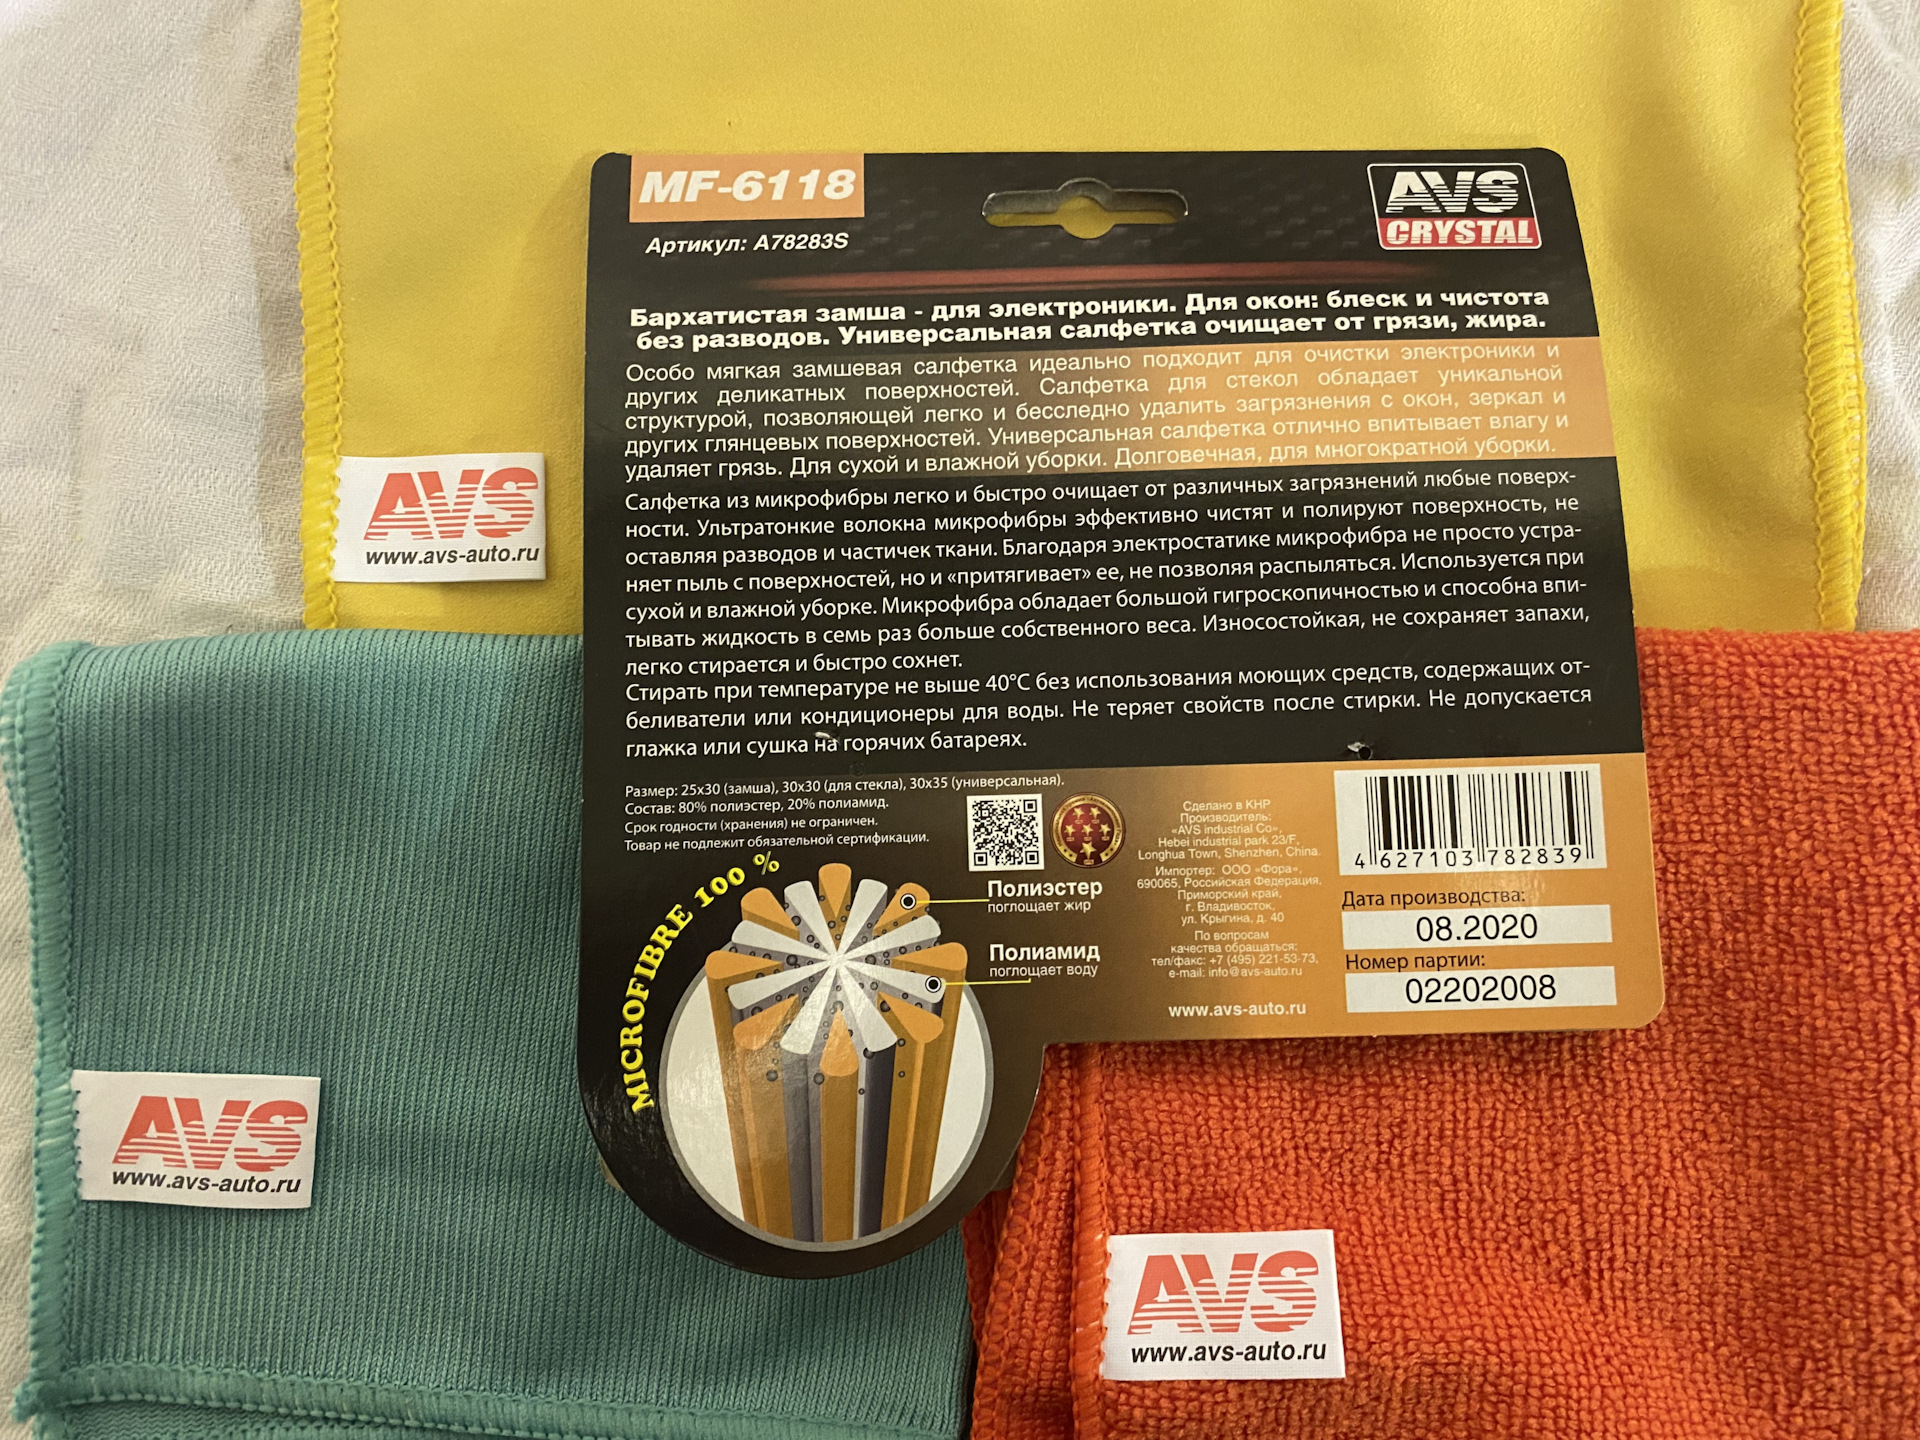 MF-6118
Артикул: A78283S
AVS
CRYSTAL
Бархатистая замша - для электроники. Для окон: блеск и чистота
без разводов. Универсальная салфетка очищает от грязи, жира.
Особо мягкая замшевая салфетка идеально подходит для очистки электроники и
других деликатных поверхностей. Салфетка для стекол обладает уникальной
структурой, позволяющей легко и бесследно удалить загрязнения с окон, зеркал и
других глянцевых поверхностей. Универсальная салфетка отлично впитывает влагу и
удаляет грязь. Для сухой и влажной уборки. Долговечная, для многократной уборки.
Салфетка из микрофибры легко и быстро очищает от различных загрязнений любые поверх-
ности. Ультратонкие волокна микрофибры эффективно чистят и полируют поверхность, не
оставляя разводов и частичек ткани. Благодаря электростатике микрофибра не просто устра-
няет пыль с поверхностей, но и «притягивает» ее, не позволяя распыляться. Используется при
сухой и влажной уборке. Микрофибра обладает большой гигроскопичностью и способна впи-
тывать жидкость в семь раз больше собственного веса. Износостойкая, не сохраняет запахи,
легко стирается и быстро сохнет.
Стирать при температуре не выше 40°C без использования моющих средств, содержащих от-
беливатели или кондиционеры для воды. Не теряет свойств после стирки. Не допускается
глажка или сушка на горячих батареях.
Размер: 25х30 (замша), 30х30 (для стекла), 30х35 (универсальная).
Состав: 80% полиэстер, 20% полиамид.
Срок годности (хранения) не ограничен.
Товар не подлежит обязательной сертификации.
MICROFIBRE 100 %
Полиэстер
поглощает жир
Полиамид
поглощает воду
Сделано в КНР
Производитель:
«AVS industrial Co»,
Hebei industrial park 23/F,
Longhua Town, Shenzhen, China.
Импортер: ООО «Фора»,
690065, Российская Федерация,
Приморский край,
г. Владивосток,
ул. Крыгина, д. 40
По вопросам
качества обращаться:
тел/факс: +7 (495) 221-53-73,
e-mail: info@avs-auto.ru
www.avs-auto.ru
4 627103 782839
Дата производства:
08.2020
Номер партии:
02202008
AVS
www.avs-auto.ru
AVS
www.avs-auto.ru
AVS
www.avs-auto.ru